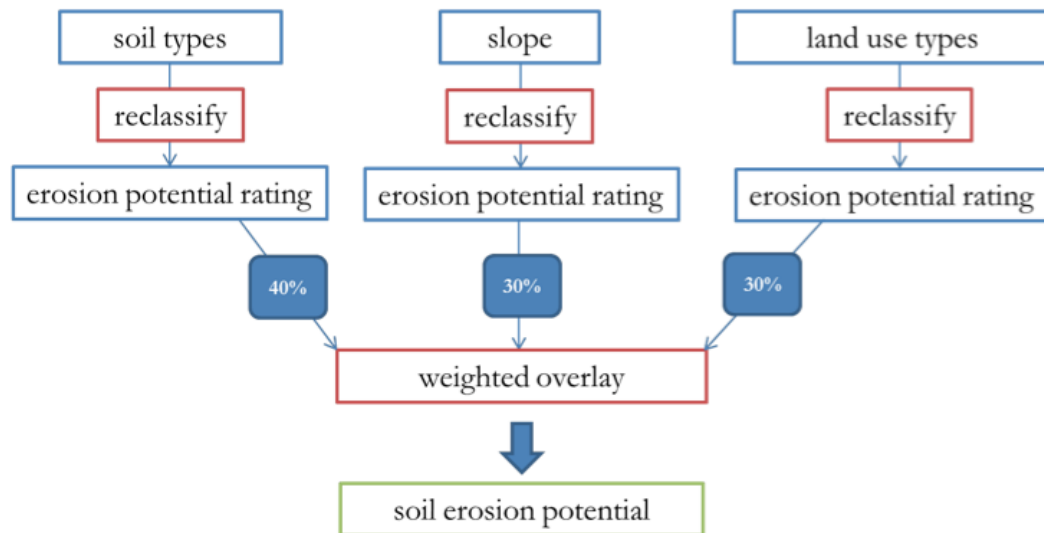 soil types
slope
land use types
reclassify
reclassify
reclassify
erosion potential rating
erosion potential rating
erosion potential rating
40%
30%
30%
weighted overlay
soil erosion potential